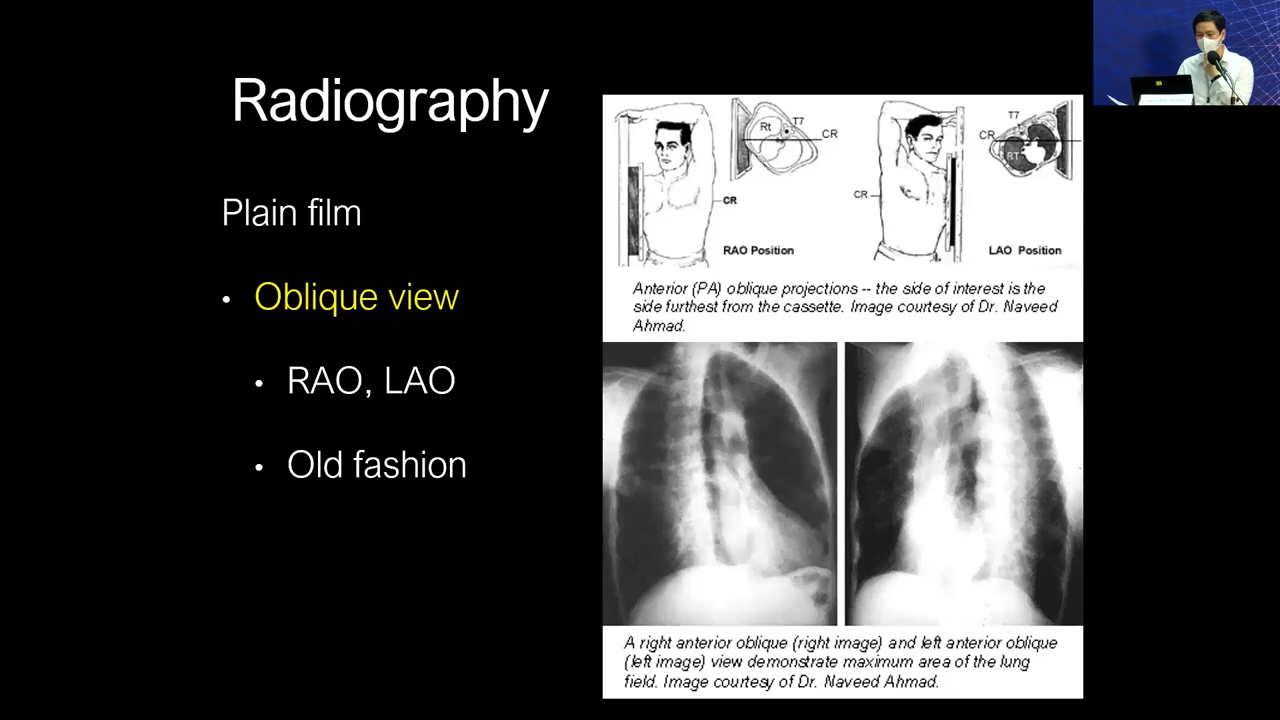 Radiography
Plain film
• Oblique view
• RAO, LAO
• Old fashion
Rt
T7
CR
CR
RAO Position
T7
CR
RT
CR
LAO Position
Anterior (PA) oblique projections -- the side of interest is the
side furthest from the cassette. Image courtesy of Dr. Naveed
Ahmad.
A right anterior oblique (right image) and left anterior oblique
(left image) view demonstrate maximum area of the lung
field. Image courtesy of Dr. Naveed Ahmad.